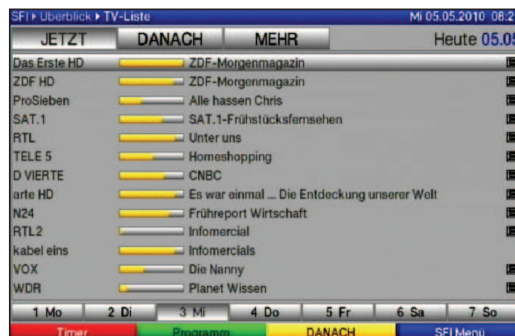 SFI ▸ Überblick ▸ TV-Liste Mi 05.05.2010 08:2
JETZT DANACH MEHR Heute 05.05
Das Erste HD ZDF-Morgenmagazin
ZDF HD ZDF-Morgenmagazin
ProSieben Alle hassen Chris
SAT.1 SAT.1-Frühstücksfernsehen
RTL Unter uns
TELE 5 Homeshopping
D VIERTE CNBC
arte HD Es war einmal ... Die Entdeckung unserer Welt
N24 Frühreport Wirtschaft
RTL2 Infomercial
kabel eins Infomercials
VOX Die Nanny
WDR Planet Wissen
1 Mo 2 Di 3 Mi 4 Do 5 Fr 6 Sa 7 So
Timer Programm DANACH SFI Menü